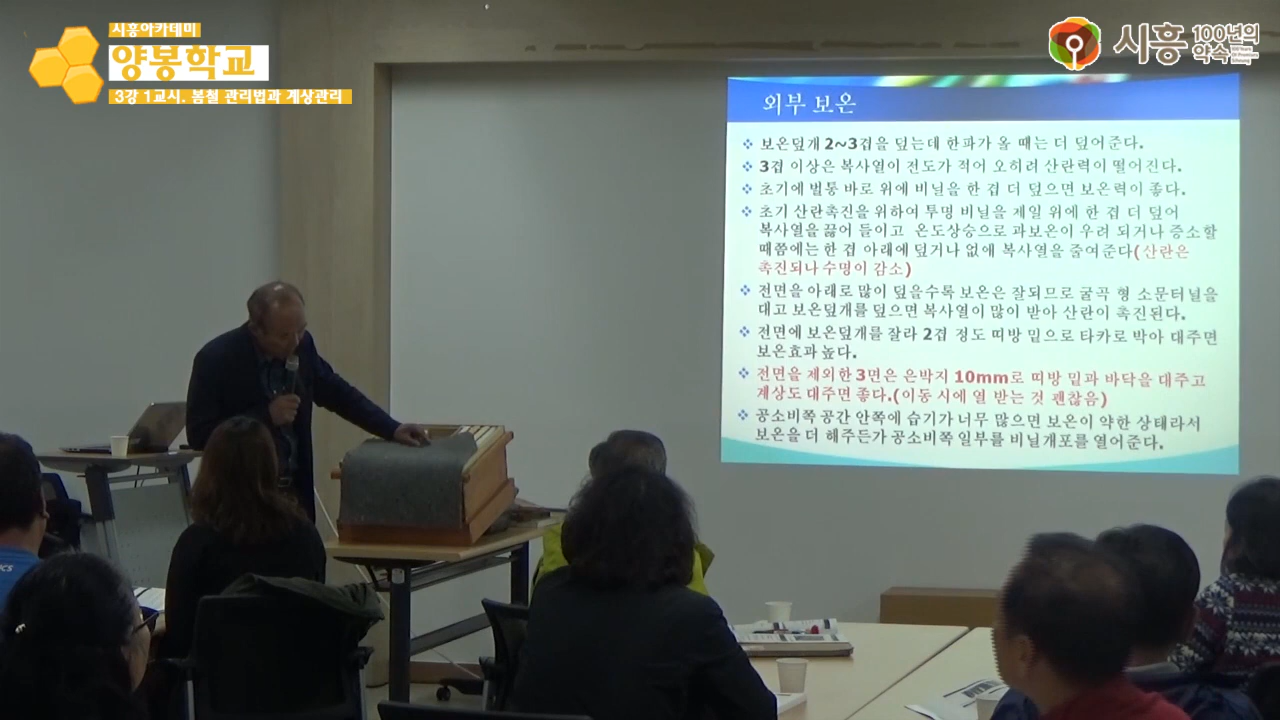 시흥아카데미
양봉학교
3강 1교시. 봄철 관리법과 계상관리
시흥
100년의
약속
외부 보온
❖ 보온덮개 2~3겹을 덮는데 한파가 올 때는 더 덮어준다.
❖ 3겹 이상은 복사열이 전도가 적어 오히려 산란력이 떨어진다.
❖ 초기에 벌통 바로 위에 비닐을 한 겹 더 덮으면 보온력이 좋다.
❖ 초기 산란촉진을 위하여 투명 비닐을 제일 위에 한 겹 더 덮어
복사열을 끓어 들이고 온도상승으로 과보온이 우려 되거나 증소할
때쯤에는 한 겹 아래에 덮거나 없애 복사열을 줄여준다(산란은
촉진되나 수명이 감소)
❖ 전면을 아래로 많이 덮을수록 보온은 잘되므로 굴곡 형 소문터널을
대고 보온덮개를 덮으면 복사열이 많이 받아 산란이 촉진된다.
❖ 전면에 보온덮개를 잘라 2겹 정도 띠방 밑으로 타카로 박아 대주면
보온효과 높다.
❖ 전면을 제외한 3면은 은박지 10mm로 띠방 밑과 바닥을 대주고
계상도 대주면 좋다.(이동 시에 열 받는 것 괜찮음)
❖ 공소비쪽 공간 안쪽에 습기가 너무 많으면 보온이 약한 상태라서
보온을 더 해주든가 공소비쪽 일부를 비닐개포를 열어준다.